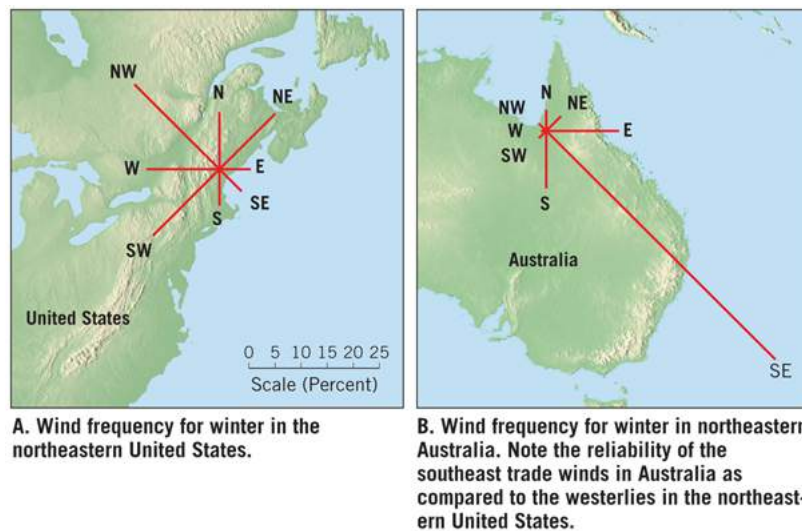 NW
N
NE
W
E
SE
S
SW
United States
0 5 10 15 20 25
Scale (Percent)
A. Wind frequency for winter in the
northeastern United States.
N
NW
NE
W
E
SW
S
Australia
SE
B. Wind frequency for winter in northeastern
Australia. Note the reliability of the
southeast trade winds in Australia as
compared to the westerlies in the northeast-
ern United States.